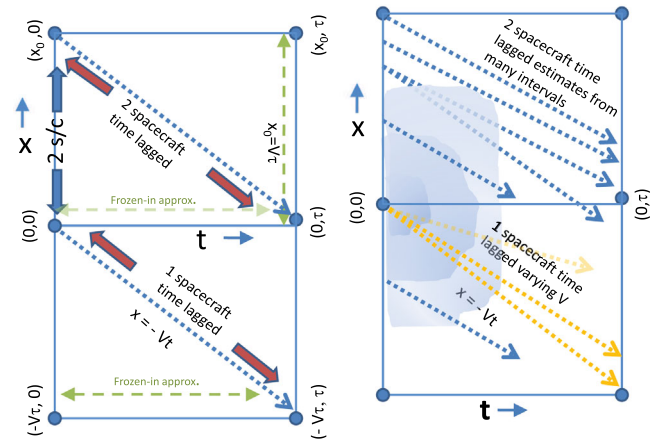 (x₀ ,0)
(x₀, τ)
x
2 s/c
2 spacecraft
time lagged
x₀=Vτ
Frozen-in approx.
(0,0)
(0,τ)
t
1 spacecraft
time lagged
x = - Vt
Frozen-in approx.
(-Vτ, 0)
(- Vτ, τ)
2 spacecraft time
lagged estimates from
many intervals
x
(0,0)
(0,τ)
1 spacecraft time
lagged varying V
x = - Vt
t